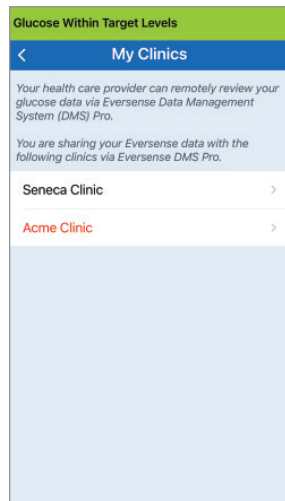 Glucose Within Target Levels
My Clinics
Your health care provider can remotely review your
glucose data via Eversense Data Management
System (DMS) Pro.
You are sharing your Eversense data with the
following clinics via Eversense DMS Pro.
Seneca Clinic
Acme Clinic